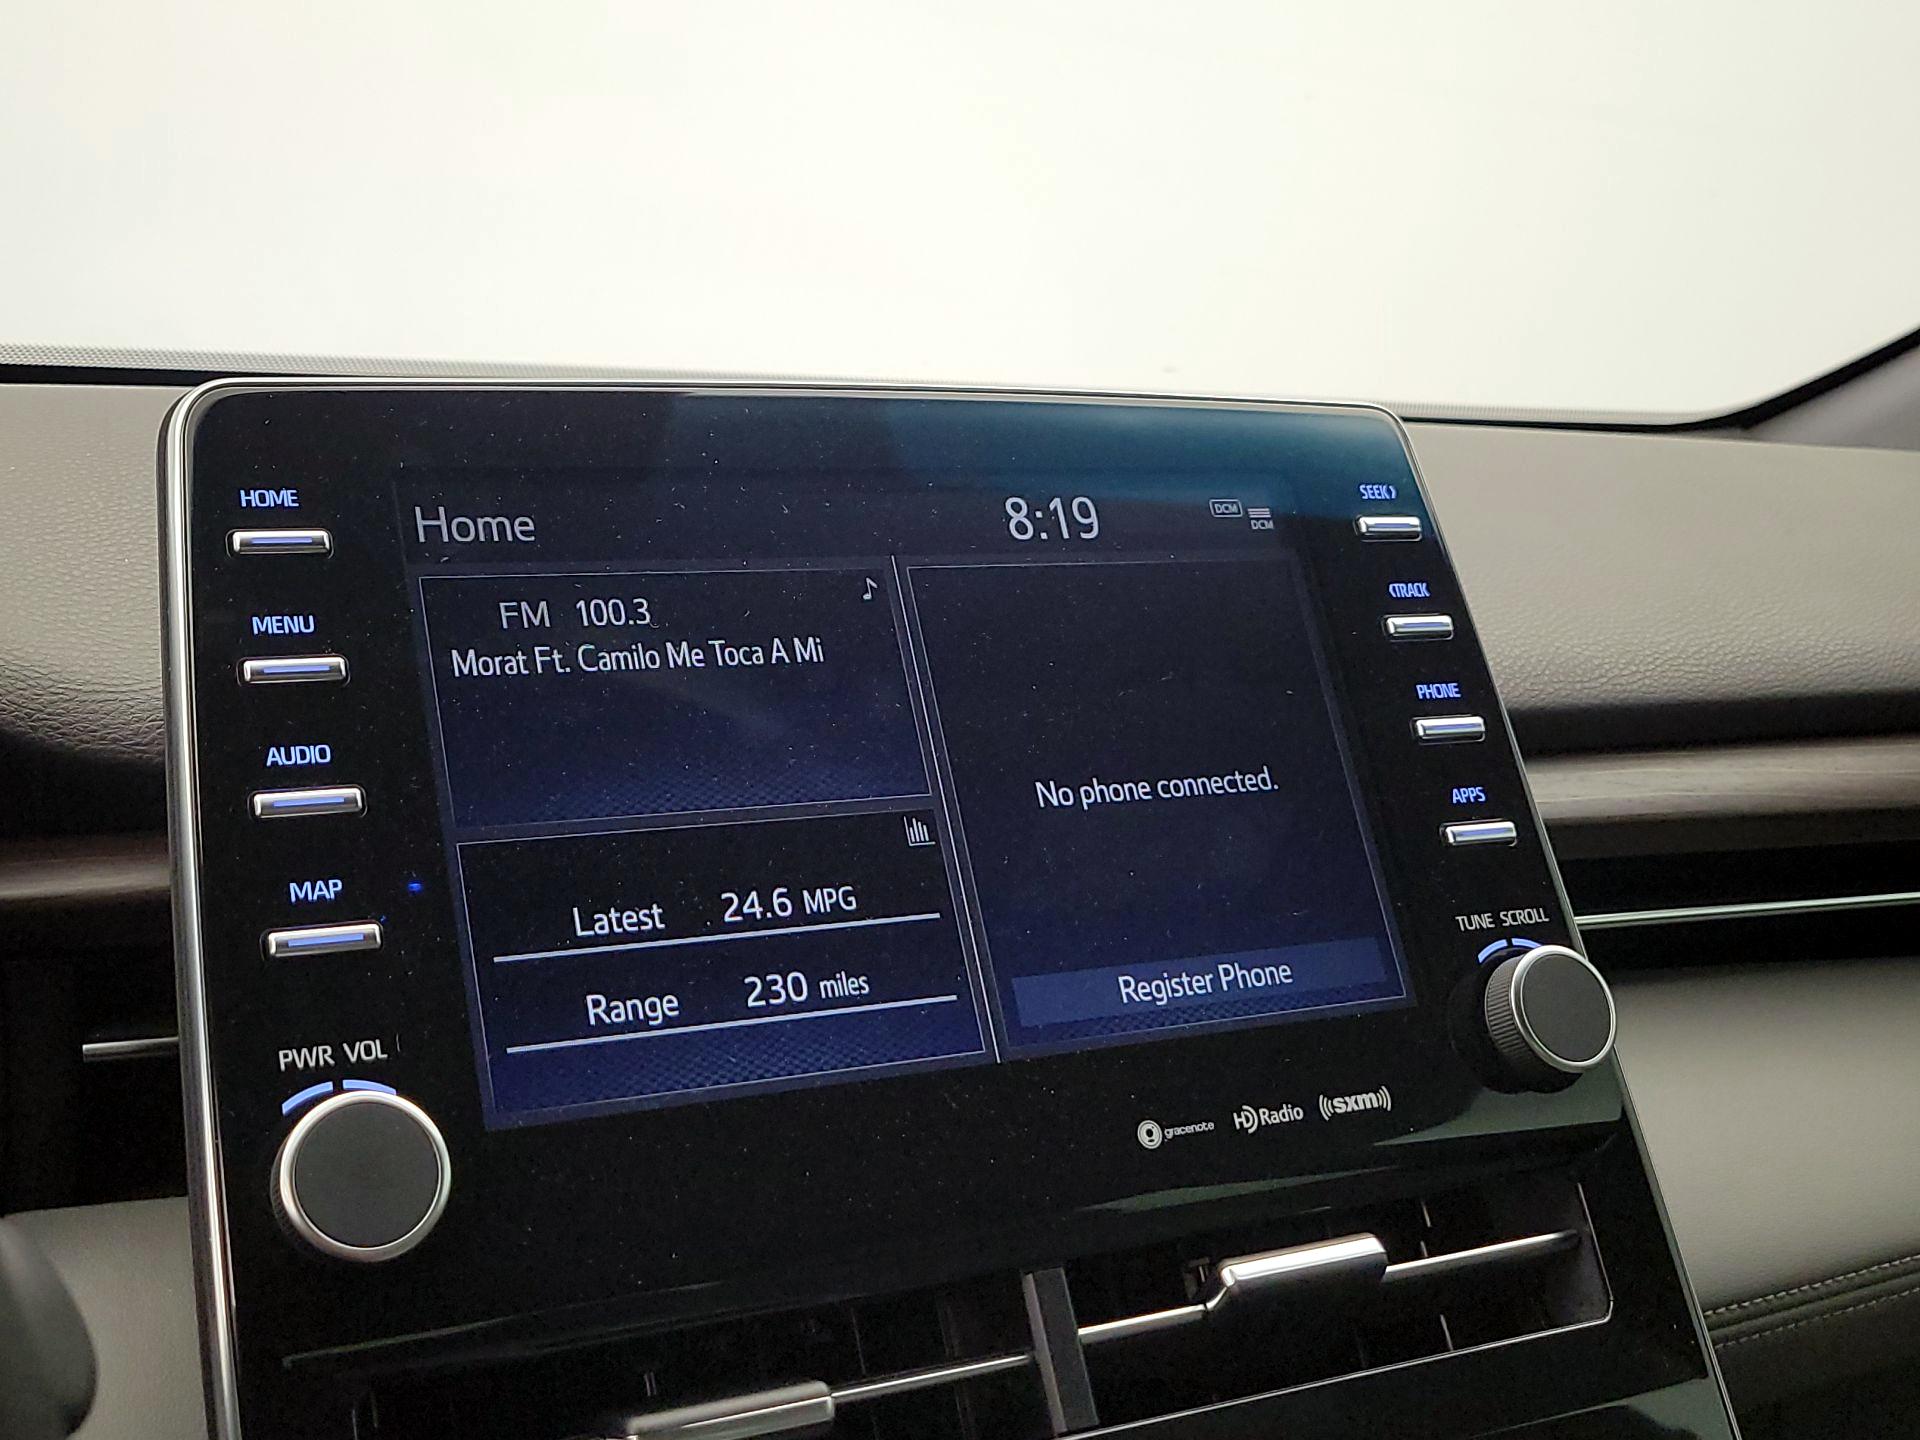 HOME
MENU
AUDIO
MAP
PWR VOL
Home
8:19
DCM
DCM
FM 100.3
Morat Ft. Camilo Me Toca A Mi
Latest 24.6 MPG
Range 230 miles
No phone connected.
Register Phone
SEEK>
<TRACK
PHONE
APPS
TUNE SCROLL
gracenote HD Radio ((sxm))